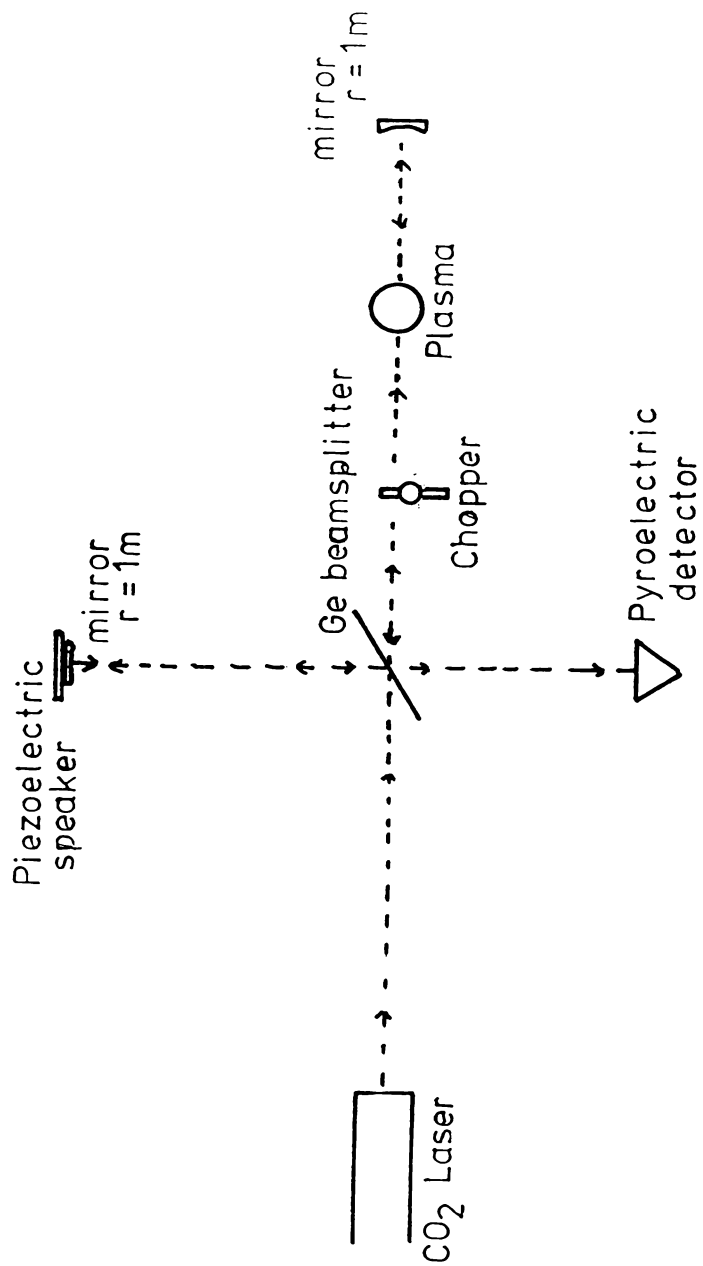 Piezoelectric
speaker
mirror
r = 1m
Ge beamsplitter
mirror
r = 1m
Plasma
Chopper
CO₂ Laser
Pyroelectric
detector